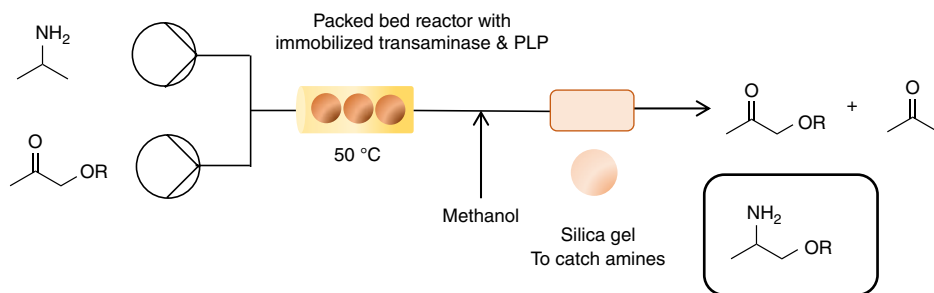 Packed bed reactor with
immobilized transaminase & PLP
NH2
O
OR
50 °C
Methanol
Silica gel
To catch amines
O
OR
+
O
NH2
OR